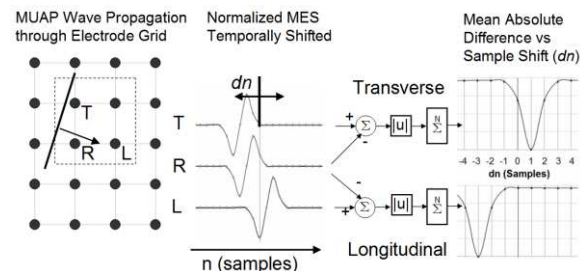 MUAP Wave Propagation
through Electrode Grid
Normalized MES
Temporally Shifted
Mean Absolute
Difference vs
Sample Shift (dn)
dn
Transverse
T
R
L
T
R
L
+
-
Σ
|u|
N
Σ
-4 -3 -2 -1 0 1 2 3 4
dn (Samples)
-
+
Σ
|u|
N
Σ
Longitudinal
n (samples)